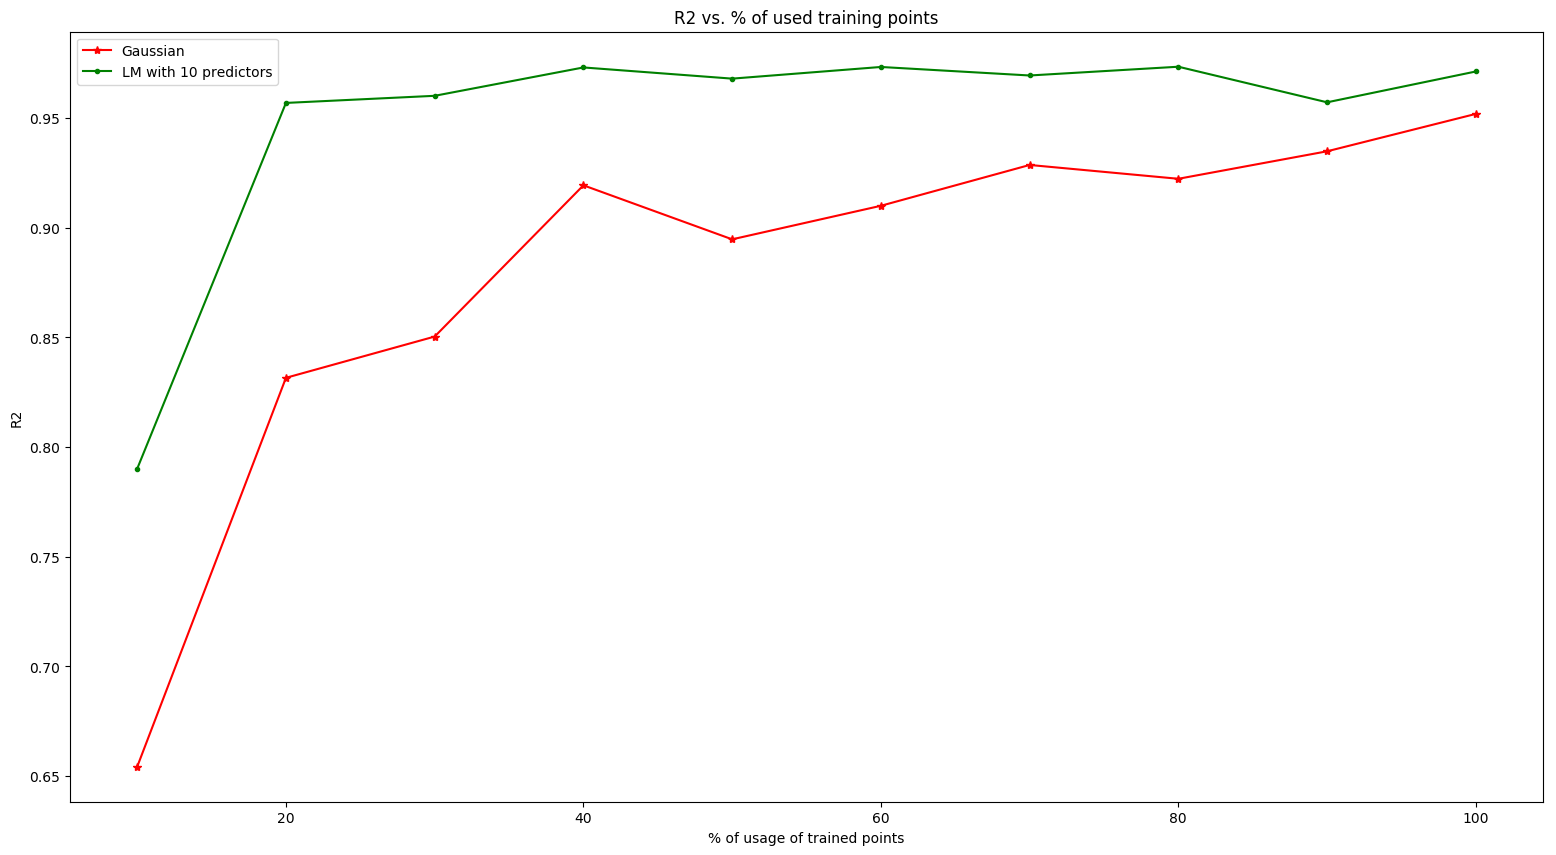 R2 vs. % of used training points
Gaussian
LM with 10 predictors
0.95
0.90
0.85
0.80
0.75
0.70
0.65
R2
20 40 60 80 100
% of usage of trained points